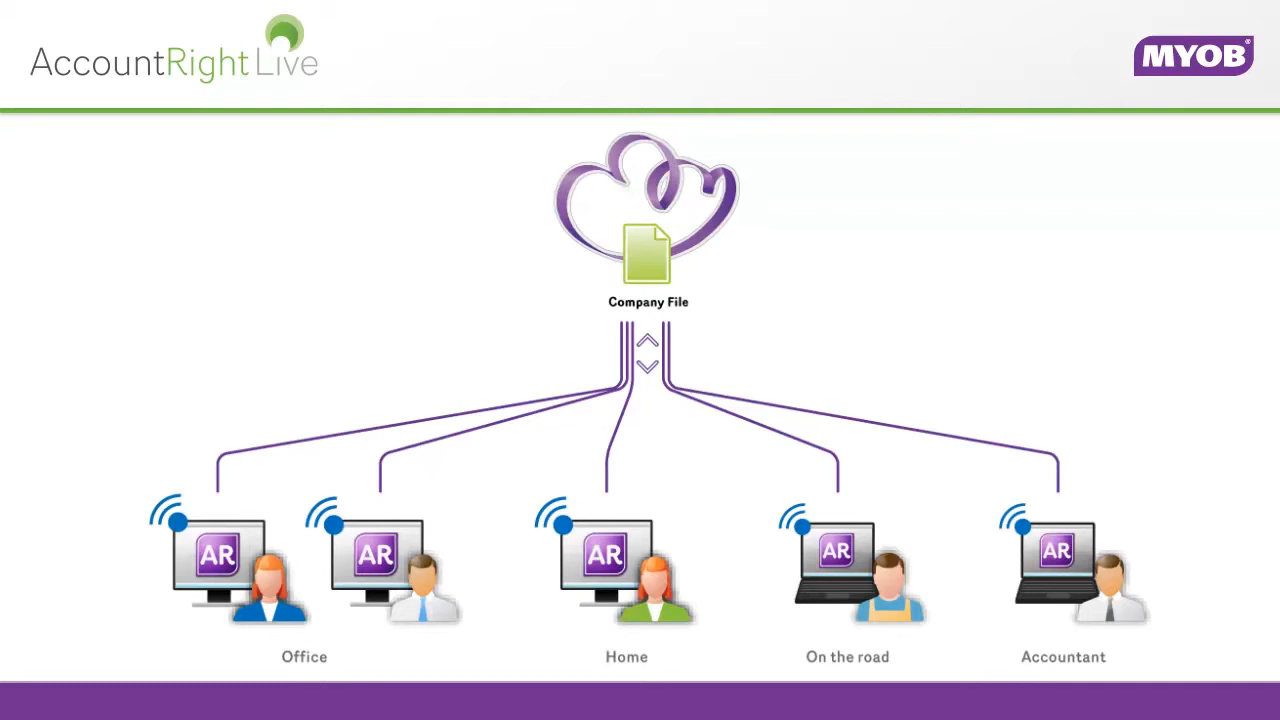 AccountRight Live
MYOB®
Company File
AR
AR
AR
AR
AR
Office
Home
On the road
Accountant